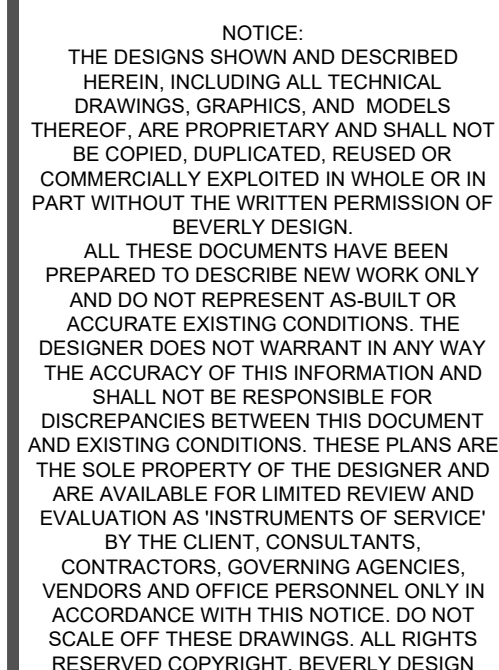 NOTICE:
THE DESIGNS SHOWN AND DESCRIBED
HEREIN, INCLUDING ALL TECHNICAL
DRAWINGS, GRAPHICS, AND MODELS
THEREOF, ARE PROPRIETARY AND SHALL NOT
BE COPIED, DUPLICATED, REUSED OR
COMMERCIALLY EXPLOITED IN WHOLE OR IN
PART WITHOUT THE WRITTEN PERMISSION OF
BEVERLY DESIGN.
ALL THESE DOCUMENTS HAVE BEEN
PREPARED TO DESCRIBE NEW WORK ONLY
AND DO NOT REPRESENT AS-BUILT OR
ACCURATE EXISTING CONDITIONS. THE
DESIGNER DOES NOT WARRANT IN ANY WAY
THE ACCURACY OF THIS INFORMATION AND
SHALL NOT BE RESPONSIBLE FOR
DISCREPANCIES BETWEEN THIS DOCUMENT
AND EXISTING CONDITIONS. THESE PLANS ARE
THE SOLE PROPERTY OF THE DESIGNER AND
ARE AVAILABLE FOR LIMITED REVIEW AND
EVALUATION AS 'INSTRUMENTS OF SERVICE'
BY THE CLIENT, CONSULTANTS,
CONTRACTORS, GOVERNING AGENCIES,
VENDORS AND OFFICE PERSONNEL ONLY IN
ACCORDANCE WITH THIS NOTICE. DO NOT
SCALE OFF THESE DRAWINGS. ALL RIGHTS
RESERVED COPYRIGHT. BEVERLY DESIGN